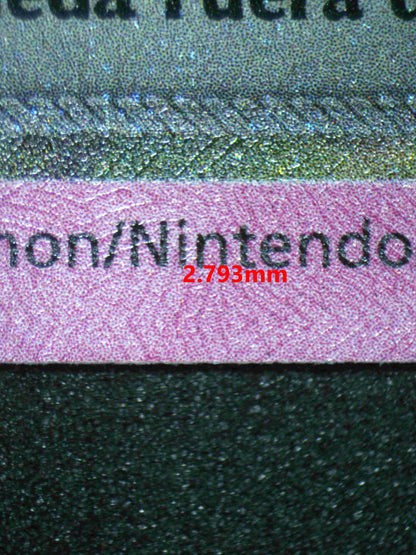 eda Fuera d
non/Nintendo
2.793mm